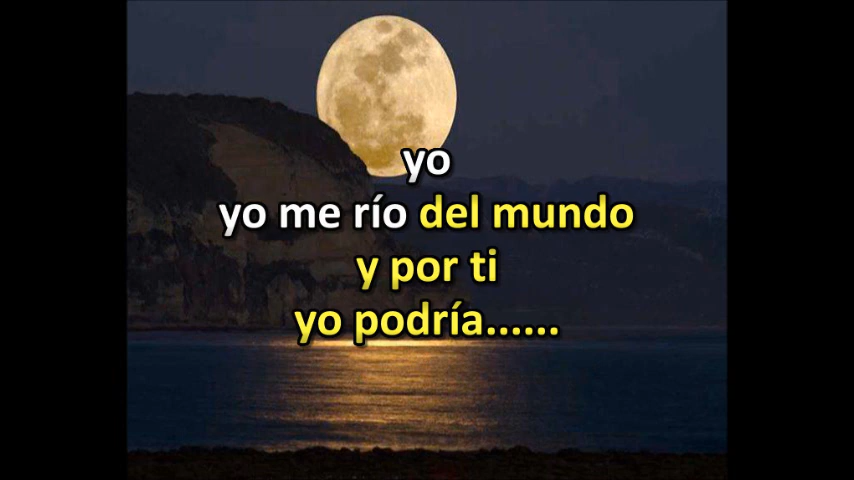 yo
yo me río del mundo
y por ti
yo podría......